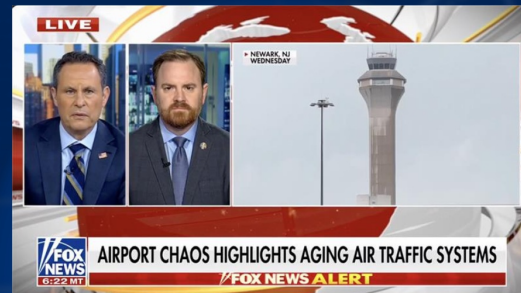 LIVE
NEWARK, NJ
WEDNESDAY
FOX
NEWS
6:22 MT
AIRPORT CHAOS HIGHLIGHTS AGING AIR TRAFFIC SYSTEMS
FOX NEWS ALERT